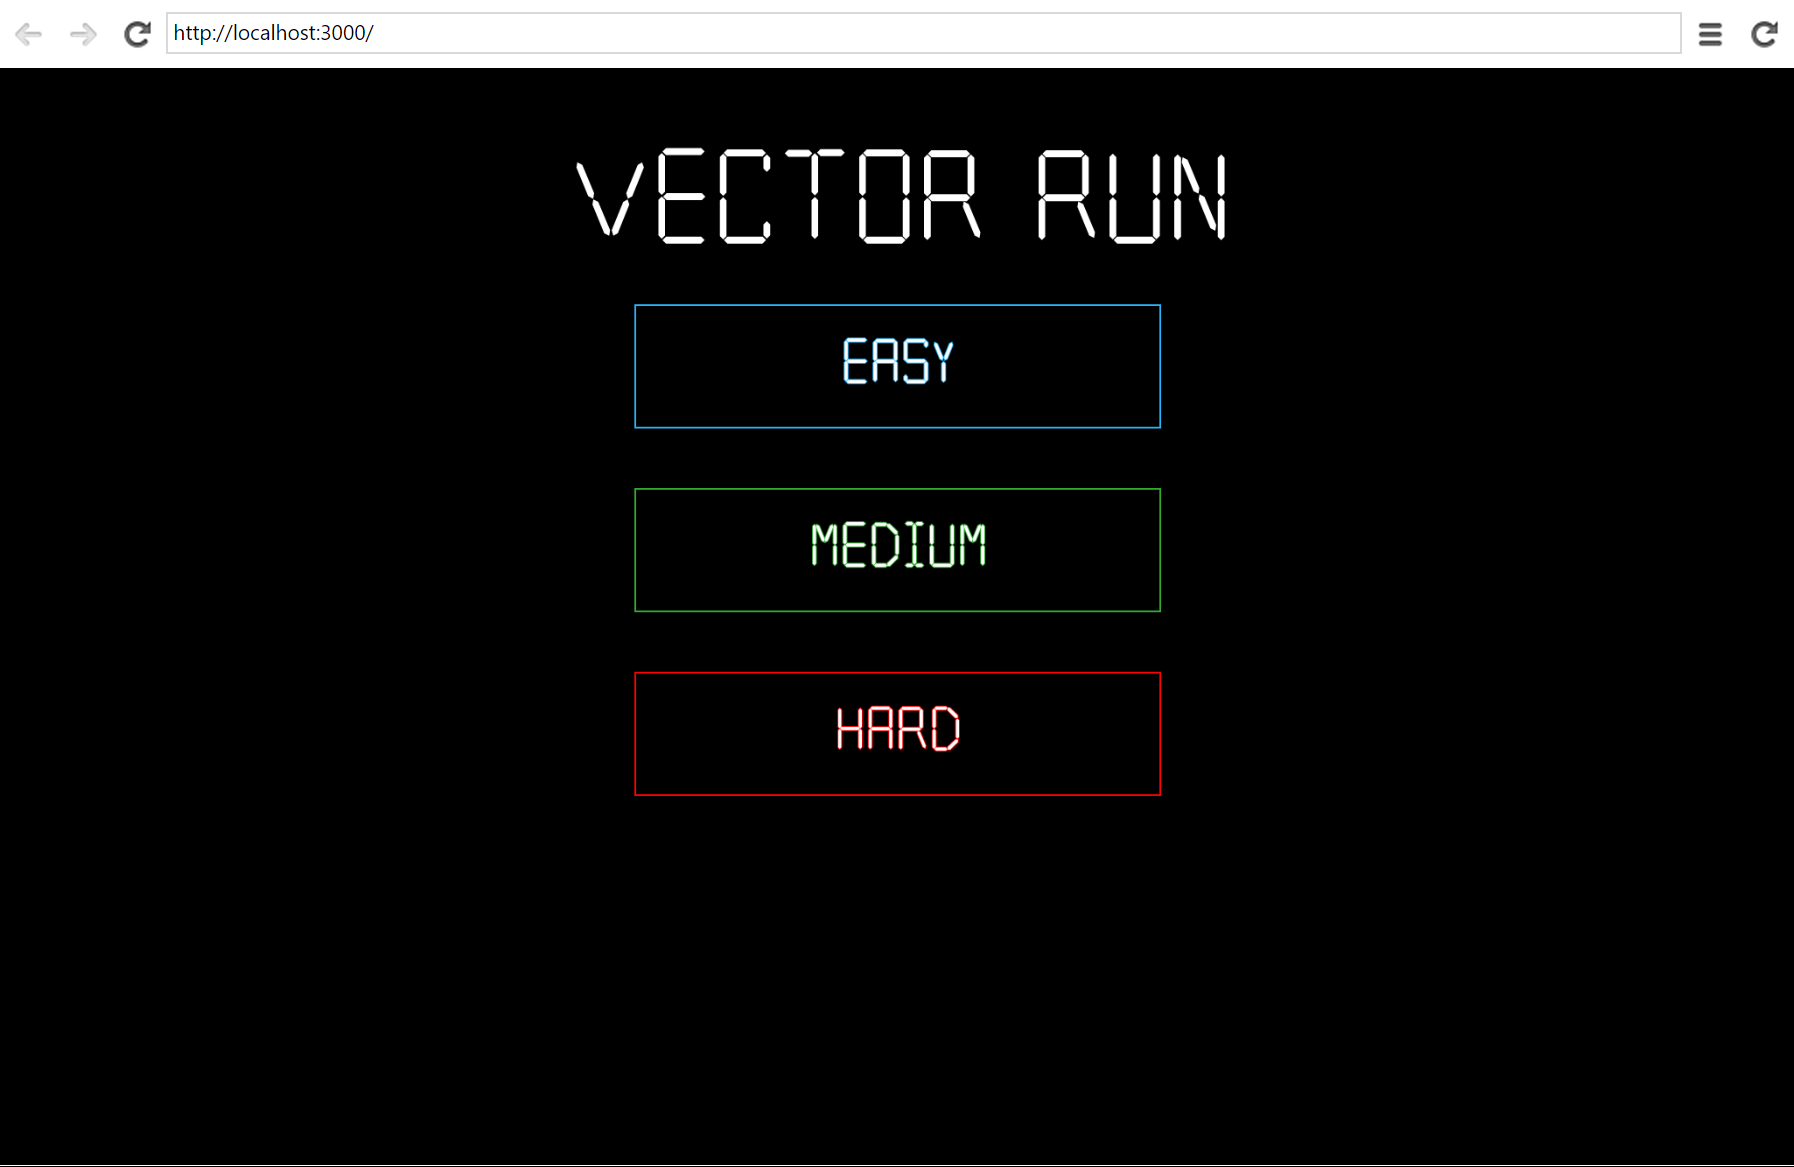 http://localhost:3000/
VECTOR RUN
EASY
MEDIUM
HARD